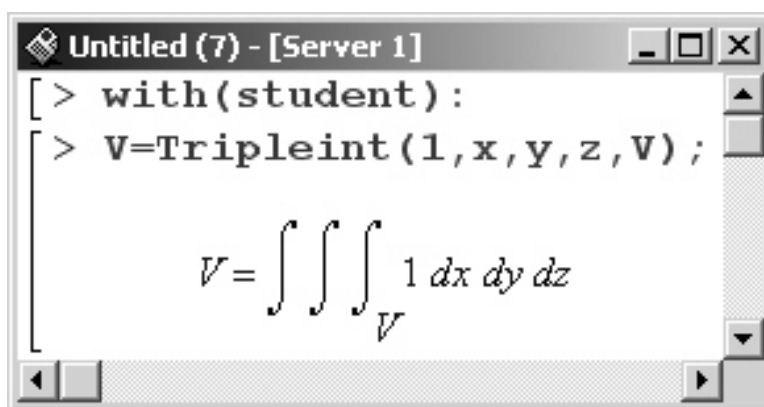 Untitled (7) - [Server 1]
[ > with(student):
[ > V=Tripleint(1,x,y,z,V);
V = ∫ ∫ ∫_V 1 dx dy dz